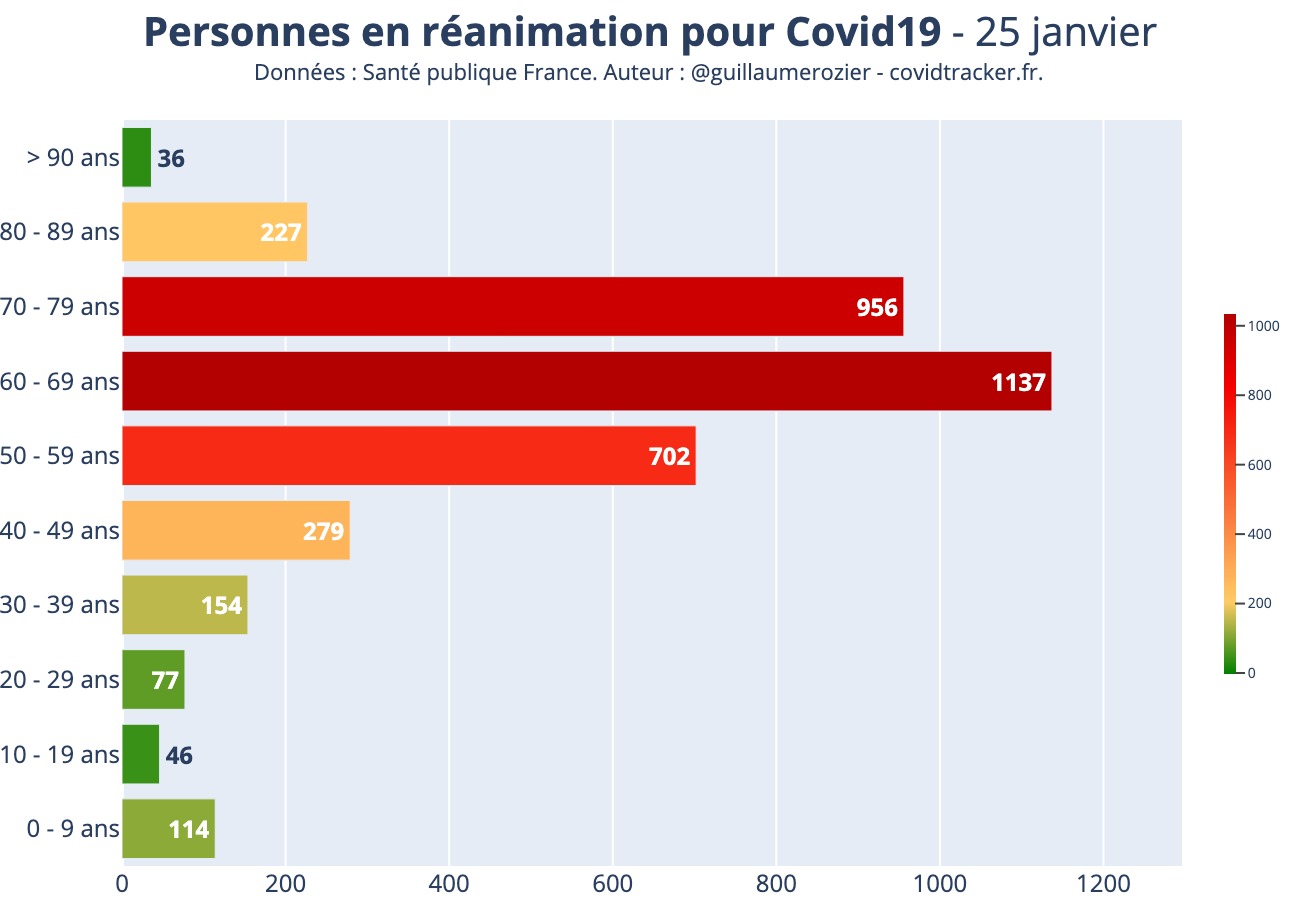 Personnes en réanimation pour Covid19 - 25 janvier
Données : Santé publique France. Auteur : @guillaumerozier - covidtracker.fr.
> 90 ans 36
80 - 89 ans 227
70 - 79 ans 956
60 - 69 ans 1137
50 - 59 ans 702
40 - 49 ans 279
30 - 39 ans 154
20 - 29 ans 77
10 - 19 ans 46
0 - 9 ans 114
0 200 400 600 800 1000 1200
1000
800
600
400
200
0